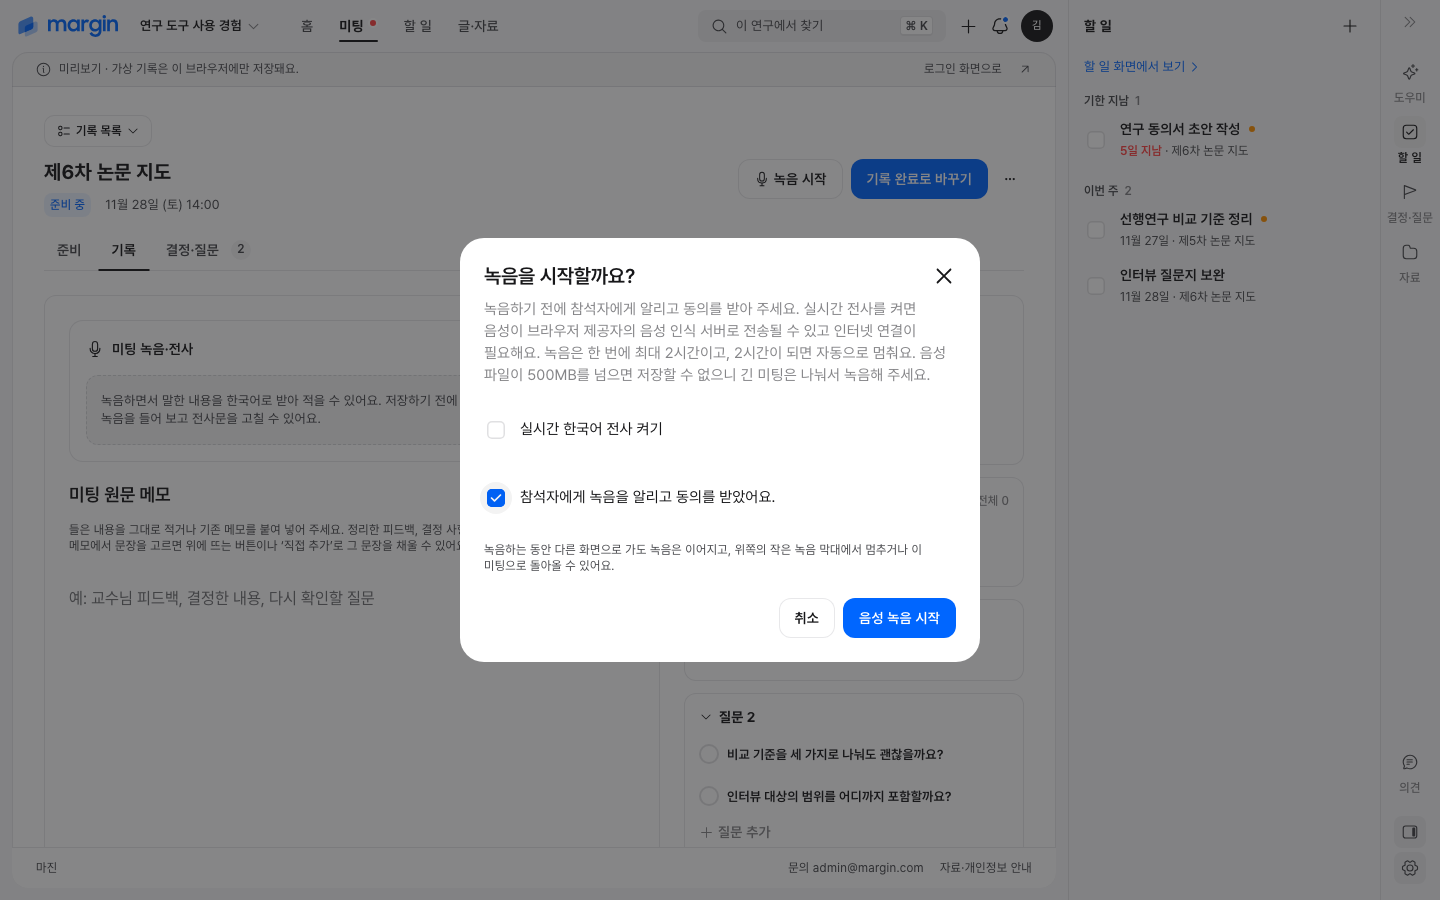 margin
연구 도구 사용 경험
홈
미팅
할 일
글·자료
이 연구에서 찾기
⌘ K
김
미리보기 · 가상 기록은 이 브라우저에만 저장돼요.
로그인 화면으로
기록 목록
제6차 논문 지도
준비 중
11월 28일 (토) 14:00
녹음 시작
기록 완료로 바꾸기
준비
기록
결정·질문 2
미팅 녹음·전사
녹음하면서 말한 내용을 한국어로 받아 적을 수 있어요. 저장하기 전에
녹음을 들어 보고 전사문을 고칠 수 있어요.
미팅 원문 메모
들은 내용을 그대로 적거나 기존 메모를 붙여 넣어 주세요. 정리한 피드백, 결정
메모에서 문장을 고르면 위에 뜨는 버튼이나 '직접 추가'로 그 문장을 채울 수
예: 교수님 피드백, 결정한 내용, 다시 확인할 질문
녹음을 시작할까요?
녹음하기 전에 참석자에게 알리고 동의를 받아 주세요. 실시간 전사를 켜면
음성이 브라우저 제공자의 음성 인식 서버로 전송될 수 있고 인터넷 연결이
필요해요. 녹음은 한 번에 최대 2시간이고, 2시간이 되면 자동으로 멈춰요. 음성
파일이 500MB를 넘으면 저장할 수 없으니 긴 미팅은 나눠서 녹음해 주세요.
실시간 한국어 전사 켜기
참석자에게 녹음을 알리고 동의를 받았어요.
녹음하는 동안 다른 화면으로 가도 녹음은 이어지고, 위쪽의 작은 녹음 막대에서 멈추거나 이
미팅으로 돌아올 수 있어요.
취소
음성 녹음 시작
전체 0
질문 2
비교 기준을 세 가지로 나눠도 괜찮을까요?
인터뷰 대상의 범위를 어디까지 포함할까요?
질문 추가
마진
문의 admin@margin.com
자료·개인정보 안내
할 일
할 일 화면에서 보기
기한 지남 1
연구 동의서 초안 작성
5일 지남 · 제6차 논문 지도
이번 주 2
선행연구 비교 기준 정리
11월 27일 · 제5차 논문 지도
인터뷰 질문지 보완
11월 28일 · 제6차 논문 지도
도우미
할 일
결정·질문
자료
의견